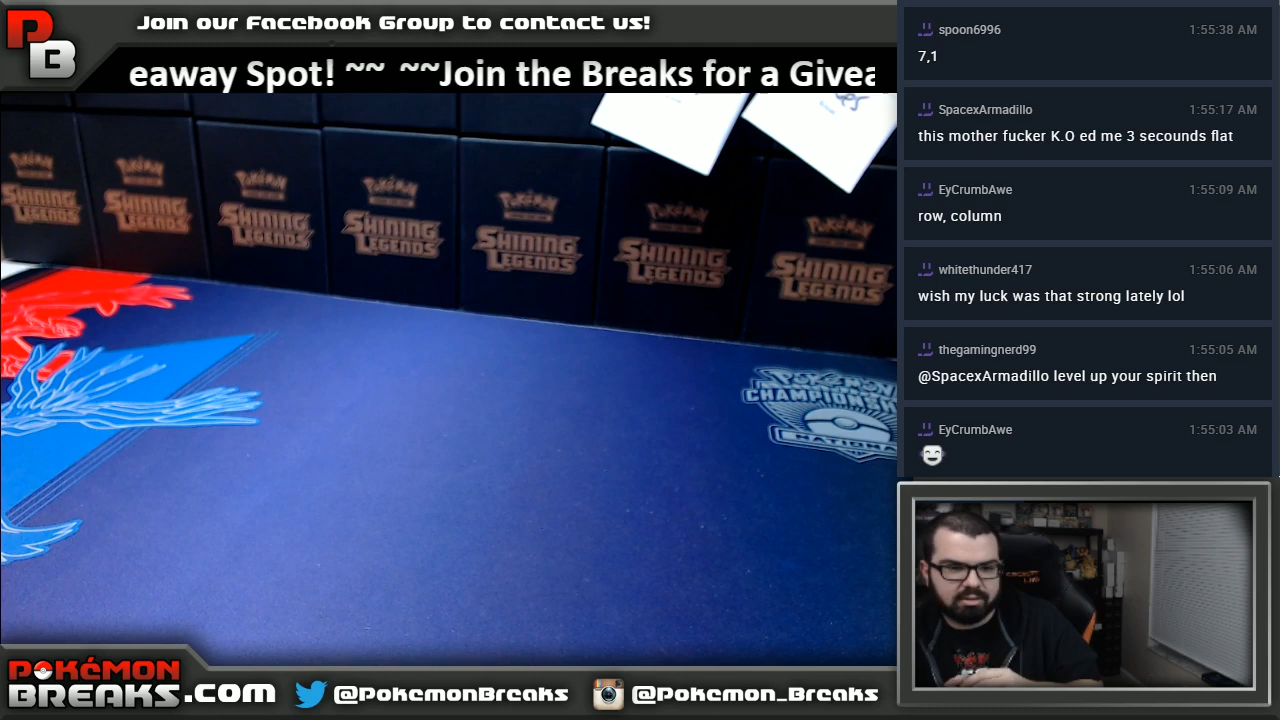 Join our Facebook Group to contact us!
PB
eaway Spot! ~~ ~~Join the Breaks for a Givea
Pokémon
SHINING
LEGENDS
Pokémon
SHINING
LEGENDS
Pokémon
SHINING
LEGENDS
Pokémon
SHINING
LEGENDS
Pokémon
SHINING
LEGENDS
Pokémon
SHINING
LEGENDS
Pokémon
SHINING
LEGENDS
POKÉMON
CHAMPIONSH
NATIONA
spoon6996 1:55:38 AM
7,1
SpacexArmadillo 1:55:17 AM
this mother fucker K.O ed me 3 secounds flat
EyCrumbAwe 1:55:09 AM
row, column
whitethunder417 1:55:06 AM
wish my luck was that strong lately lol
thegamingnerd99 1:55:05 AM
@SpacexArmadillo level up your spirit then
EyCrumbAwe 1:55:03 AM
POKéMON
BREAKS.com
@PokemonBreaks
@Pokemon_Breaks